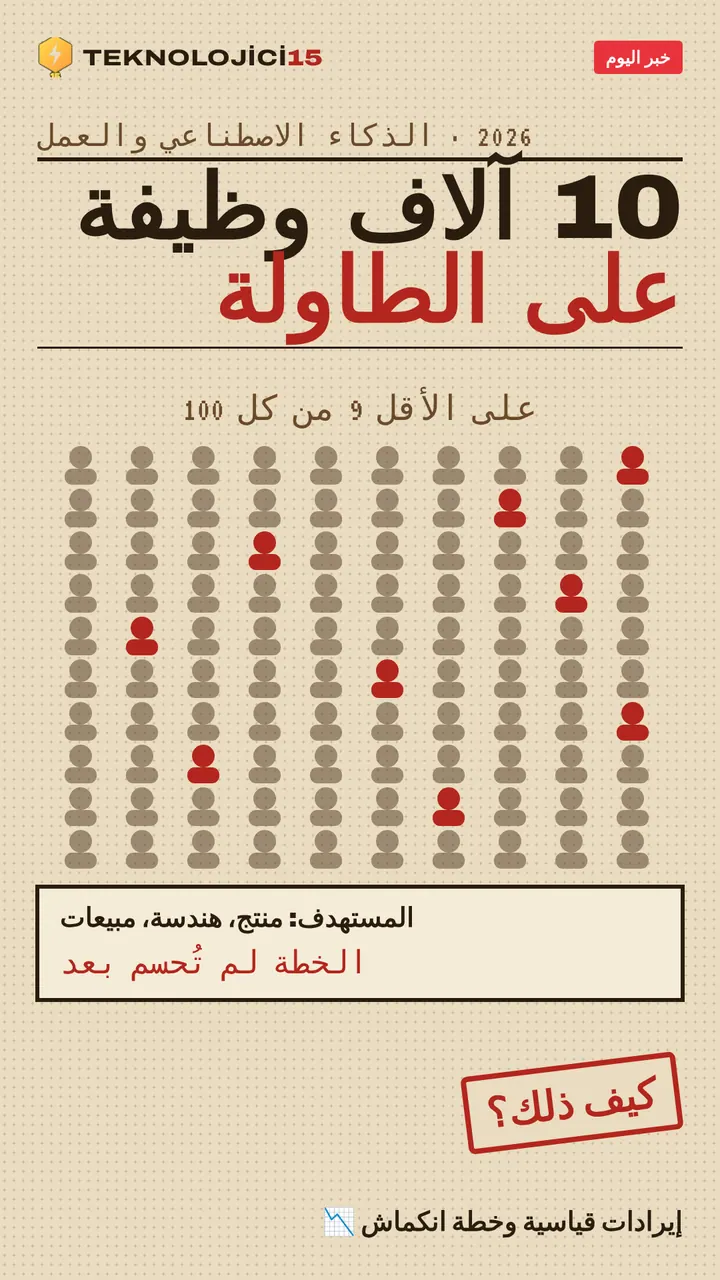 TEKNOLOJİCİ15
خبر اليوم
2026 · الذكاء الاصطناعي والعمل
10 آلاف وظيفة
على الطاولة
على الأقل 9 من كل 100
المستهدف: منتج، هندسة، مبيعات
الخطة لم تُحسم بعد
كيف ذلك؟
إيرادات قياسية وخطة انكماش 📉